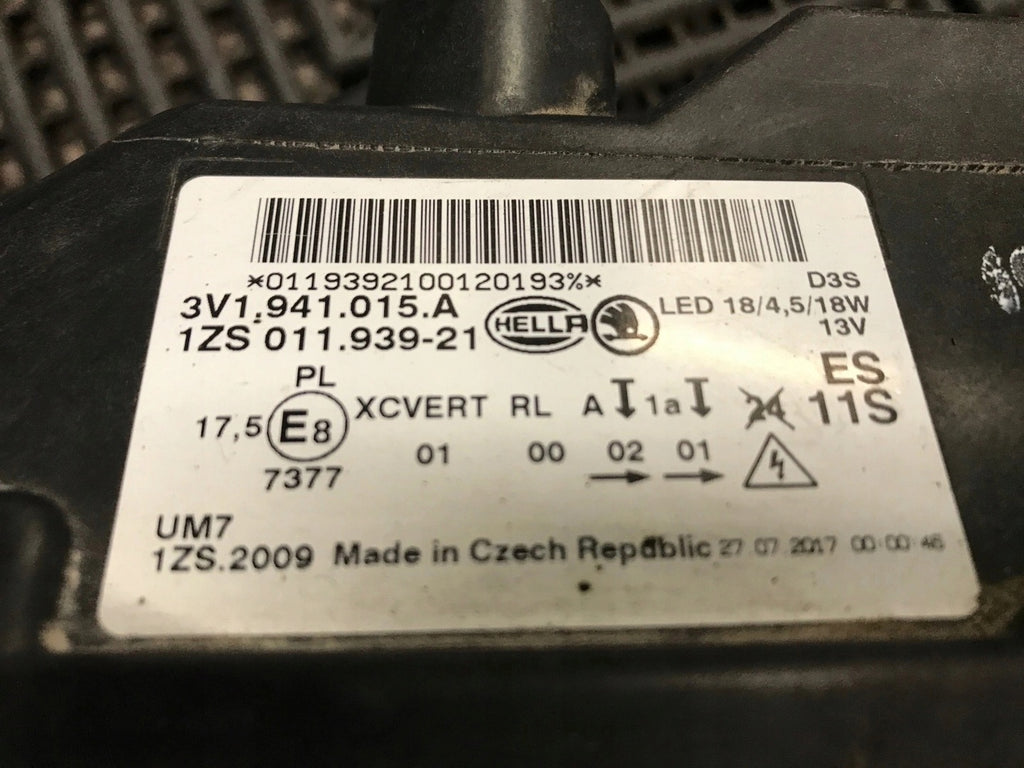 *0119392100120193%*
D3S
3V1.941.015.A
HELLA
LED 18/4,5/18W
1ZS 011.939-21
13V
PL
ES
17,5 E8 XCVERT RL A 1a 24 11S
01 00 02 01
7377
UM7
1ZS.2009 Made in Czech Republic 27 07 2017 00:00:46